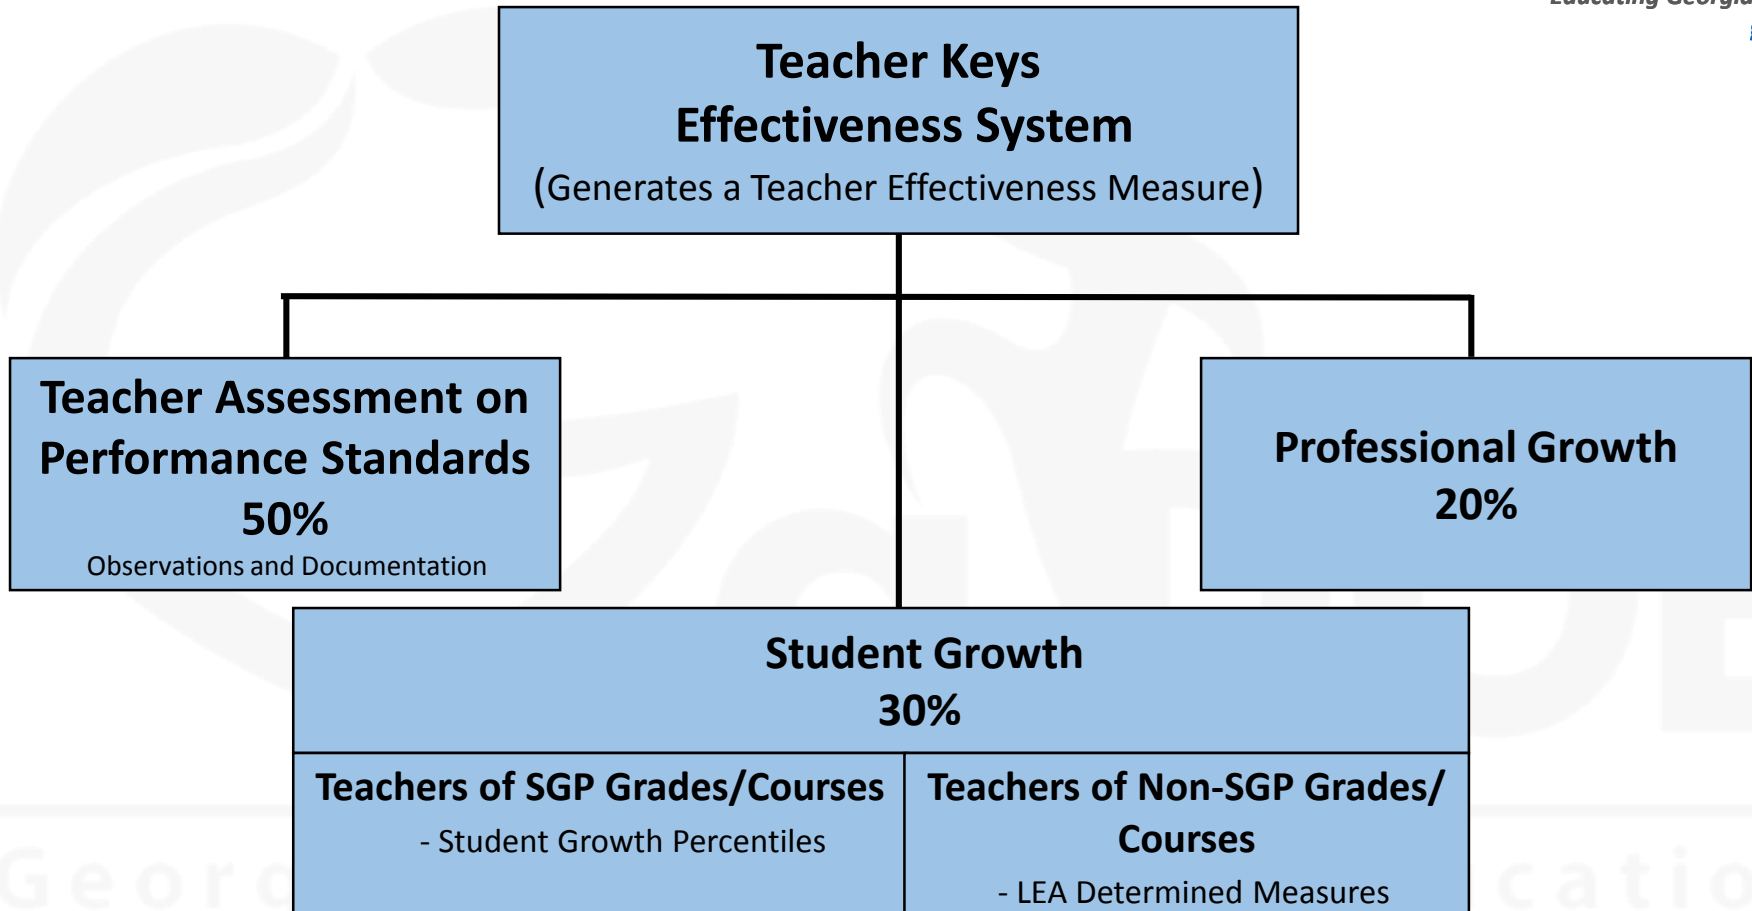 Educating Georgia
Teacher Keys
Effectiveness System
(Generates a Teacher Effectiveness Measure)
Teacher Assessment on
Performance Standards
50%
Observations and Documentation
Professional Growth
20%
Student Growth
30%
Teachers of SGP Grades/Courses
- Student Growth Percentiles
Teachers of Non-SGP Grades/
Courses
- LEA Determined Measures